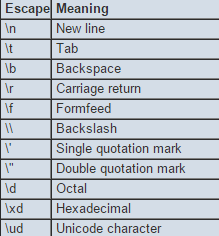 Escape Meaning
\n New line
\t Tab
\b Backspace
\r Carriage return
\f Formfeed
\\ Backslash
\' Single quotation mark
\" Double quotation mark
\d Octal
\xd Hexadecimal
\ud Unicode character